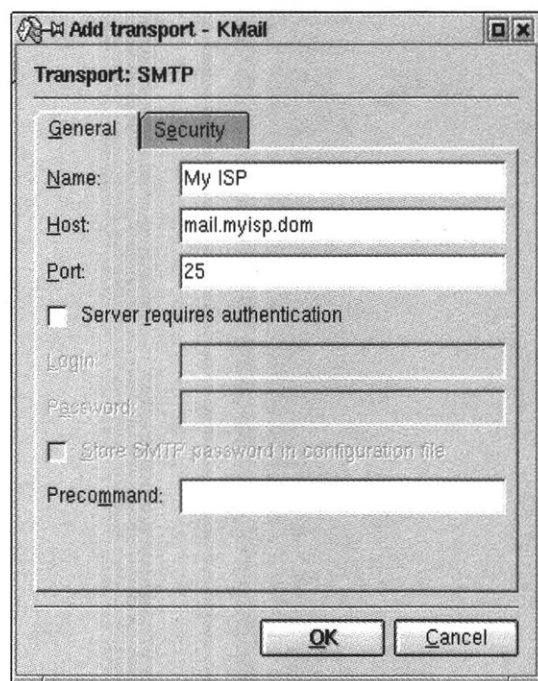 Add transport - KMail
Transport: SMTP
General Security
Name: My ISP
Host: mail.myisp.dom
Port: 25
Server requires authentication
Login:
Password:
Store SMTP password in configuration file
Precommand:
OK Cancel